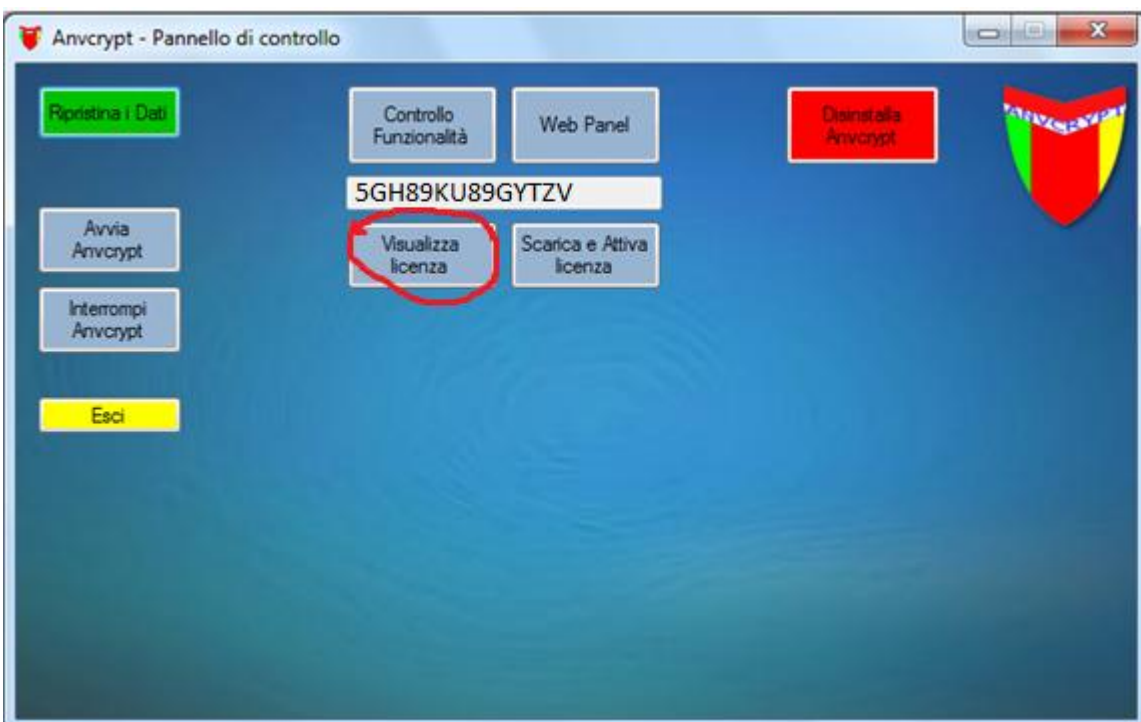 Anvcrypt - Pannello di controllo
Ripristina i Dati
Controllo
Funzionalità
Web Panel
Disinstalla
Anvcrypt
ANVCRYPT
5GH89KU89GYTZV
Avvia
Anvcrypt
Visualizza
licenza
Scarica e Attiva
licenza
Interrompi
Anvcrypt
Esci